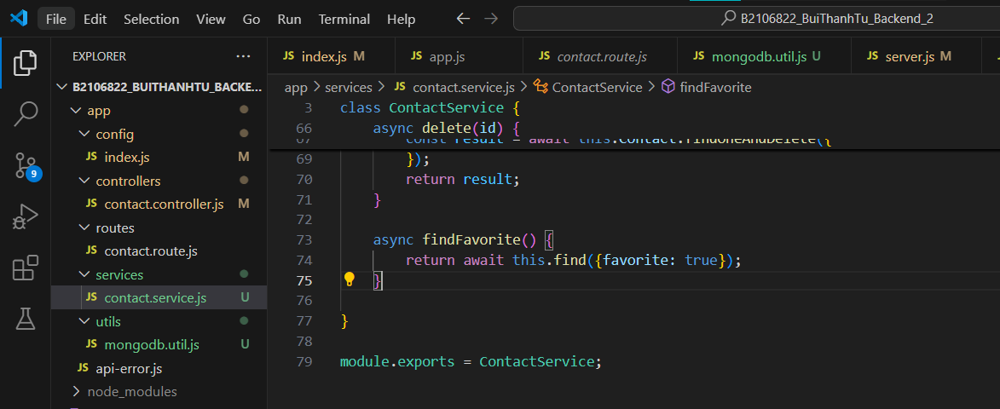 File Edit Selection View Go Run Terminal Help B2106822_BuiThanhTu_Backend_2
EXPLORER ···
B2106822_BUITHANHTU_BACKE...
app
config
JS index.js M
controllers
JS contact.controller.js M
routes
JS contact.route.js
services
JS contact.service.js U
utils
JS mongodb.util.js U
JS api-error.js
node_modules
9
JS index.js M JS app.js JS contact.route.js JS mongodb.util.js U JS server.js M JS
app > services > JS contact.service.js > ContactService > findFavorite
3 class ContactService {
66 async delete(id) {
67 const result = await this.Contact.findOneAndDelete({
69 });
70 return result;
71 }
72
73 async findFavorite() {
74 return await this.find({favorite: true});
75 }
76
77 }
78
79 module.exports = ContactService;